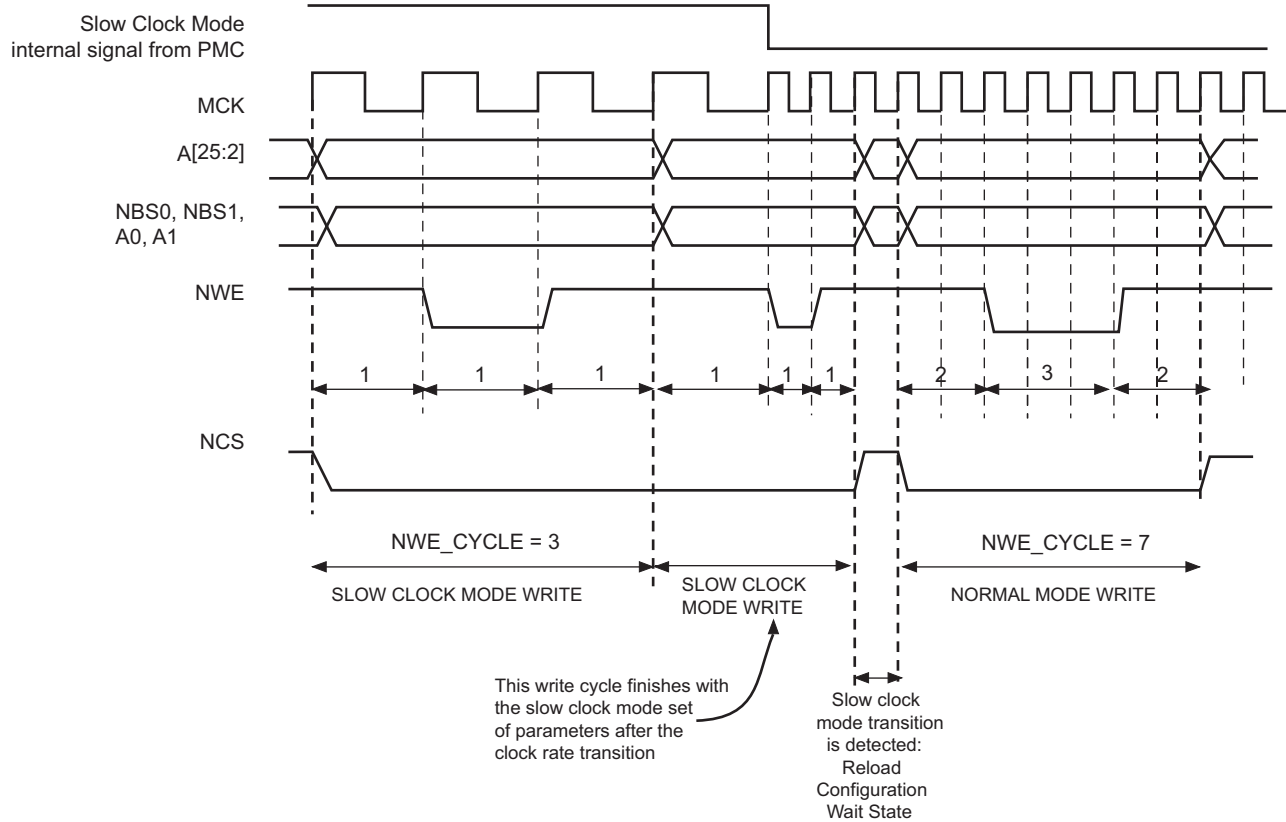 Slow Clock Mode
internal signal from PMC
MCK
A[25:2]
NBS0, NBS1,
A0, A1
NWE
1 1 1 1 1 1 2 3 2
NCS
NWE_CYCLE = 3
NWE_CYCLE = 7
SLOW CLOCK MODE WRITE
SLOW CLOCK
MODE WRITE
NORMAL MODE WRITE
This write cycle finishes with
the slow clock mode set
of parameters after the
clock rate transition
Slow clock
mode transition
is detected:
Reload
Configuration
Wait State